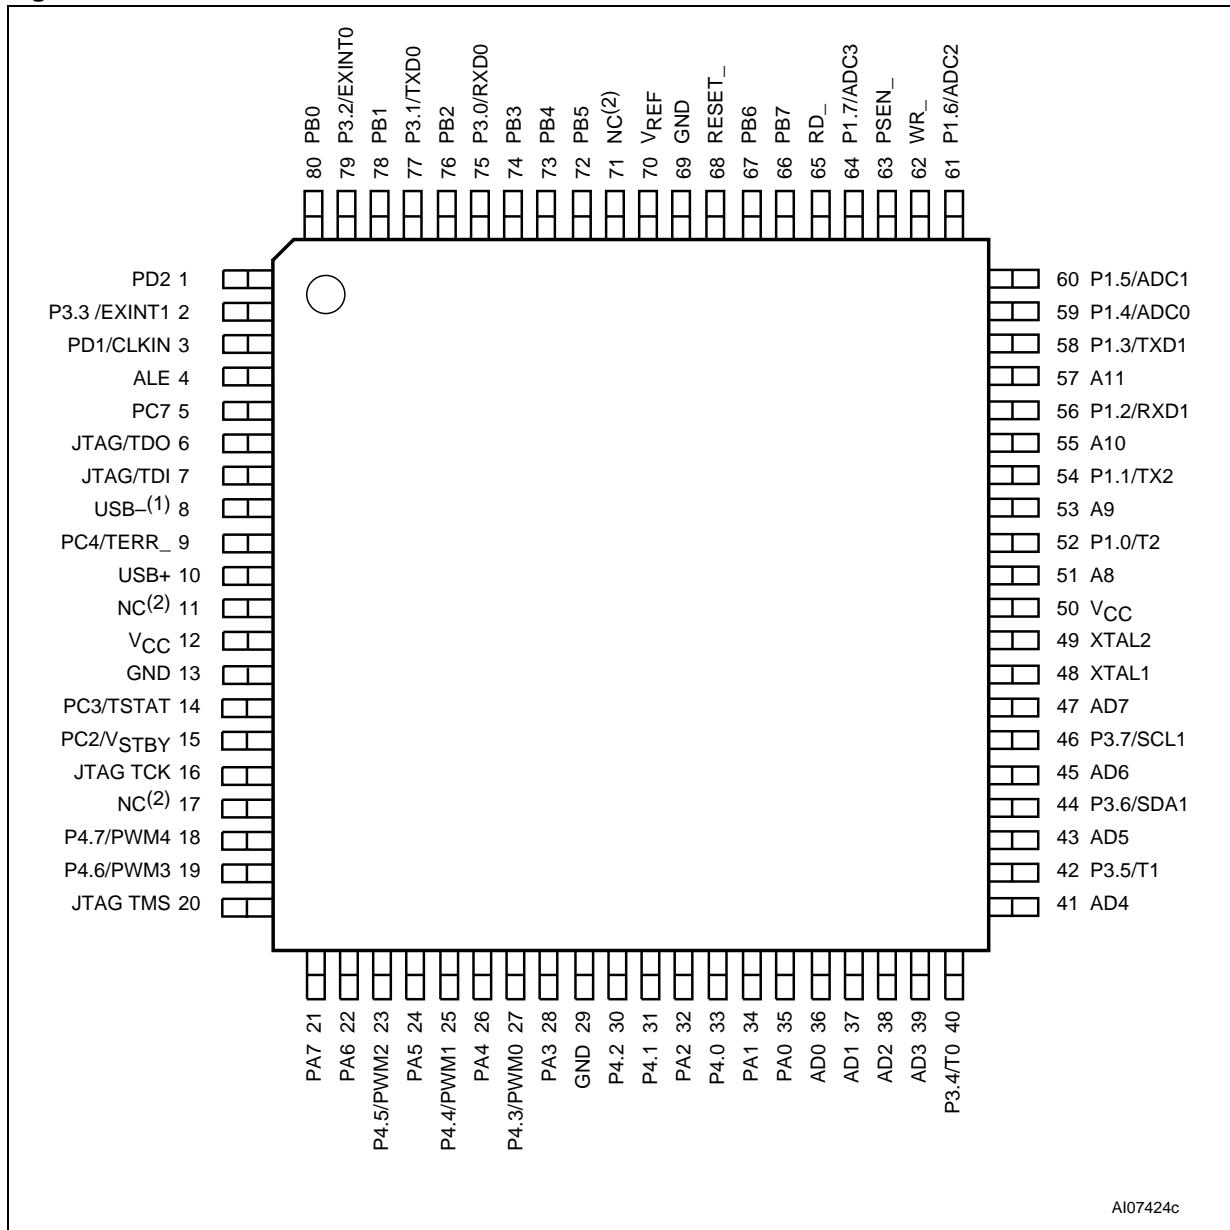 80 PB0
79 P3.2/EXINT0
78 PB1
77 P3.1/TXD0
76 PB2
75 P3.0/RXD0
74 PB3
73 PB4
72 PB5
71 NC(2)
70 VREF
69 GND
68 RESET_
67 PB6
66 PB7
65 RD_
64 P1.7/ADC3
63 PSEN_
62 WR_
61 P1.6/ADC2
PD2 1
P3.3 /EXINT1 2
PD1/CLKIN 3
ALE 4
PC7 5
JTAG/TDO 6
JTAG/TDI 7
USB–(1) 8
PC4/TERR_ 9
USB+ 10
NC(2) 11
VCC 12
GND 13
PC3/TSTAT 14
PC2/VSTBY 15
JTAG TCK 16
NC(2) 17
P4.7/PWM4 18
P4.6/PWM3 19
JTAG TMS 20
60 P1.5/ADC1
59 P1.4/ADC0
58 P1.3/TXD1
57 A11
56 P1.2/RXD1
55 A10
54 P1.1/TX2
53 A9
52 P1.0/T2
51 A8
50 VCC
49 XTAL2
48 XTAL1
47 AD7
46 P3.7/SCL1
45 AD6
44 P3.6/SDA1
43 AD5
42 P3.5/T1
41 AD4
PA7 21
PA6 22
P4.5/PWM2 23
PA5 24
P4.4/PWM1 25
PA4 26
P4.3/PWM0 27
PA3 28
GND 29
P4.2 30
P4.1 31
PA2 32
P4.0 33
PA1 34
PA0 35
AD0 36
AD1 37
AD2 38
AD3 39
P3.4/T0 40
AI07424c